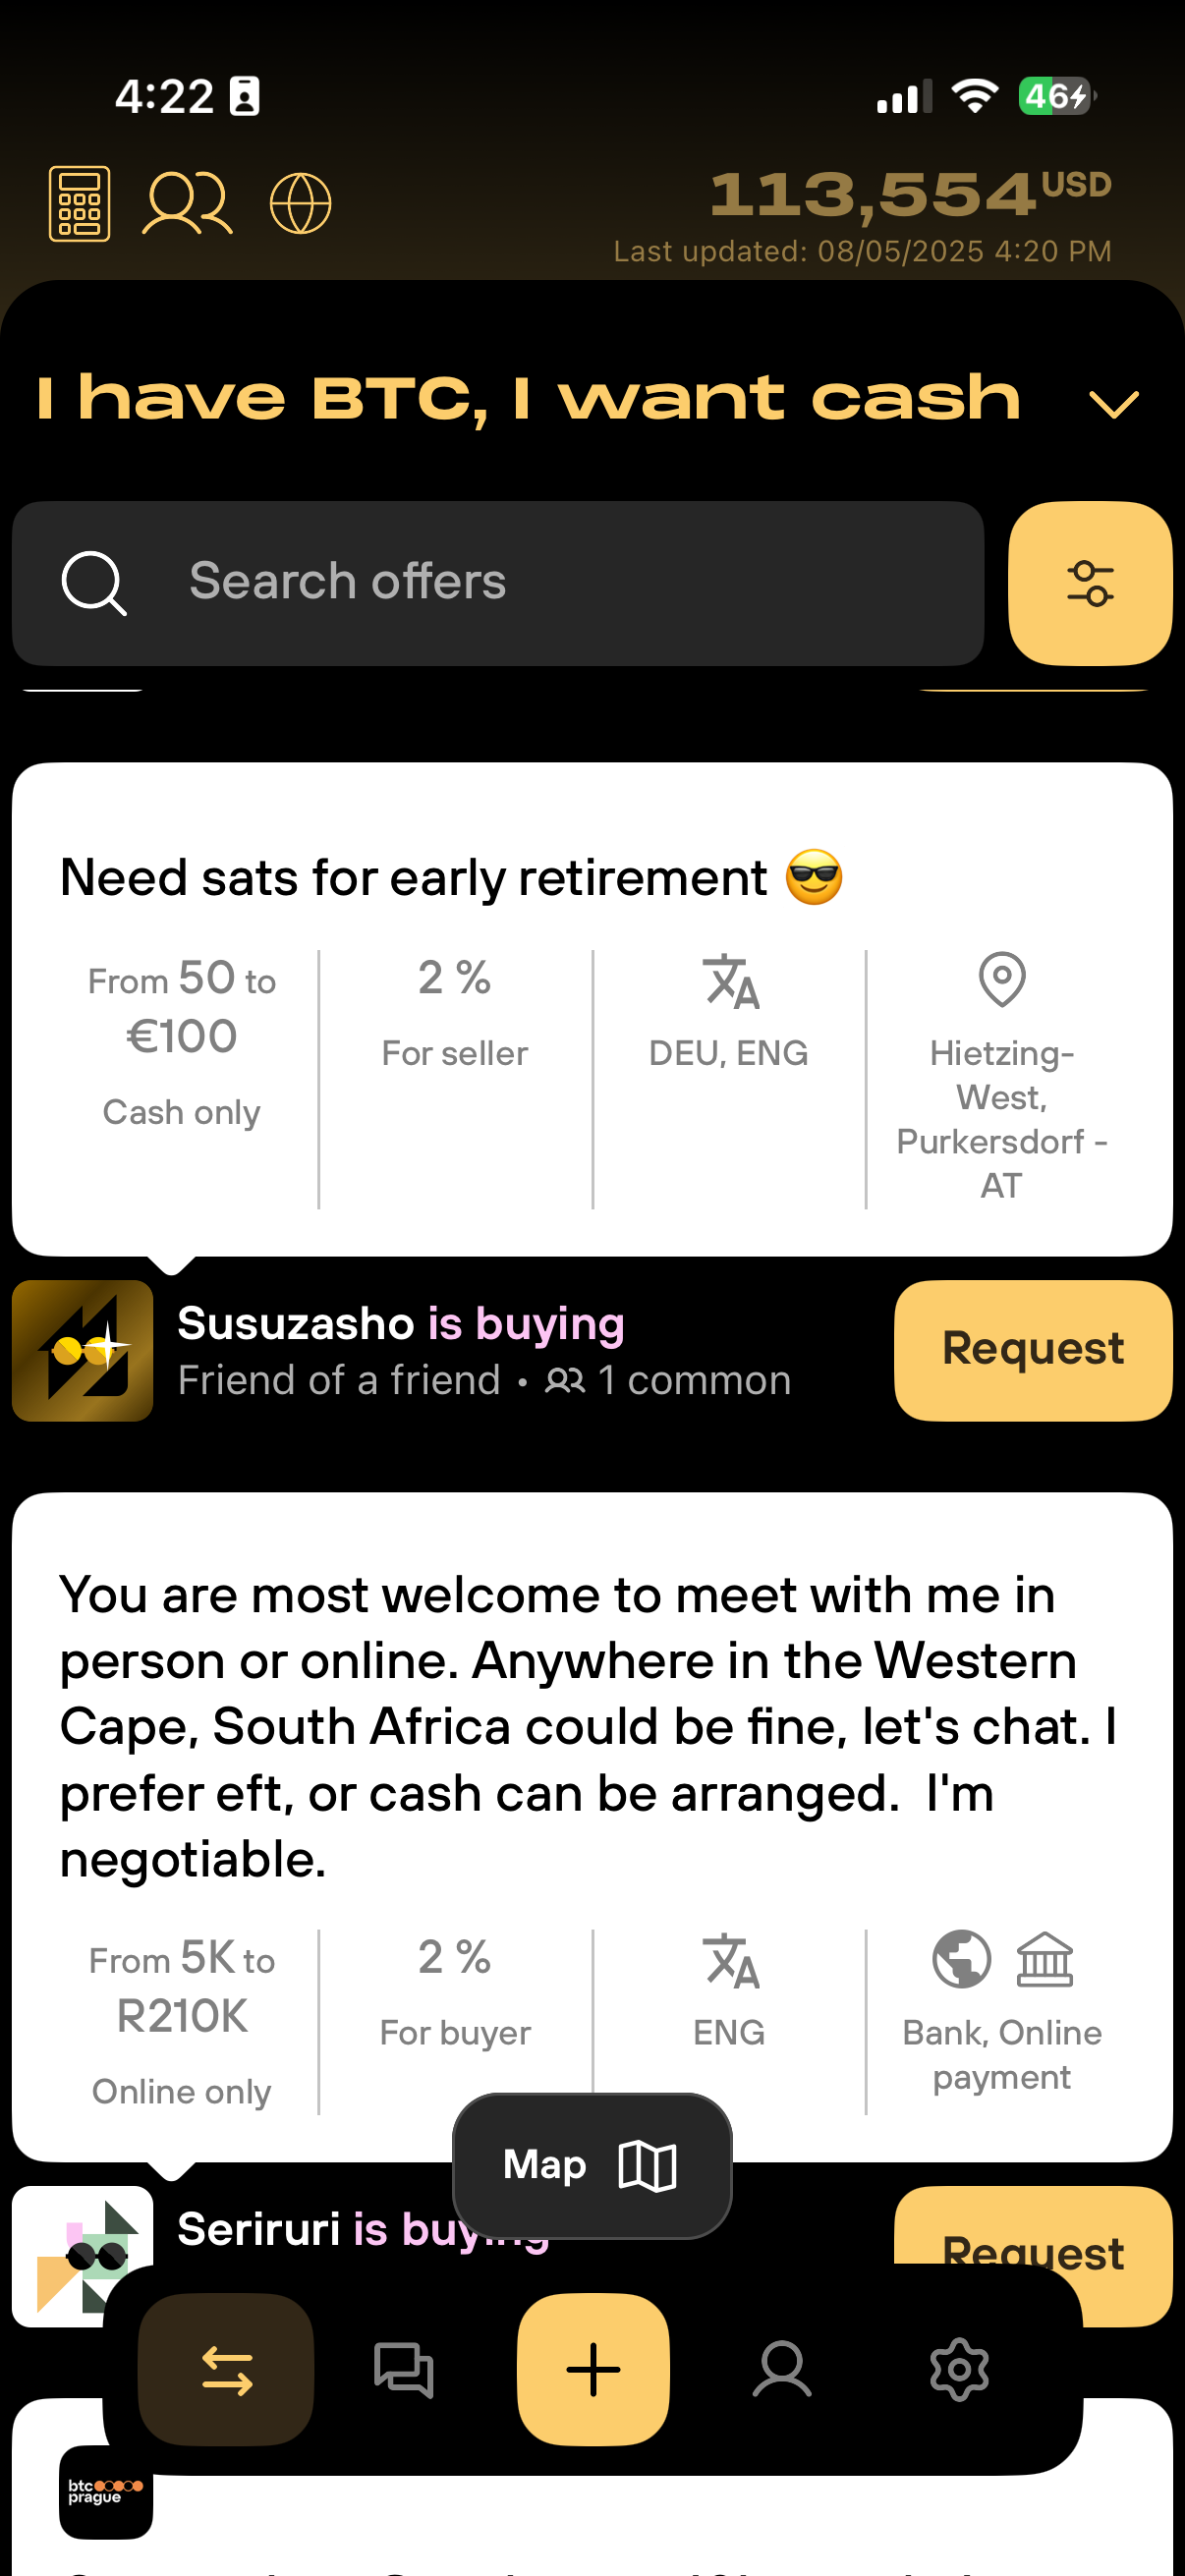 4:22
46
113,554 USD
Last updated: 08/05/2025 4:20 PM
I have BTC, I want cash
Search offers
Need sats for early retirement 😎
From 50 to
€100
Cash only
2 %
For seller
DEU, ENG
Hietzing-
West,
Purkersdorf -
AT
Susuzasho is buying
Friend of a friend • 1 common
Request
You are most welcome to meet with me in
person or online. Anywhere in the Western
Cape, South Africa could be fine, let's chat. I
prefer eft, or cash can be arranged.  I'm
negotiable.
From 5K to
R210K
Online only
2 %
For buyer
ENG
Bank, Online
payment
Map
Seriruri is buying
Request
btc
prague